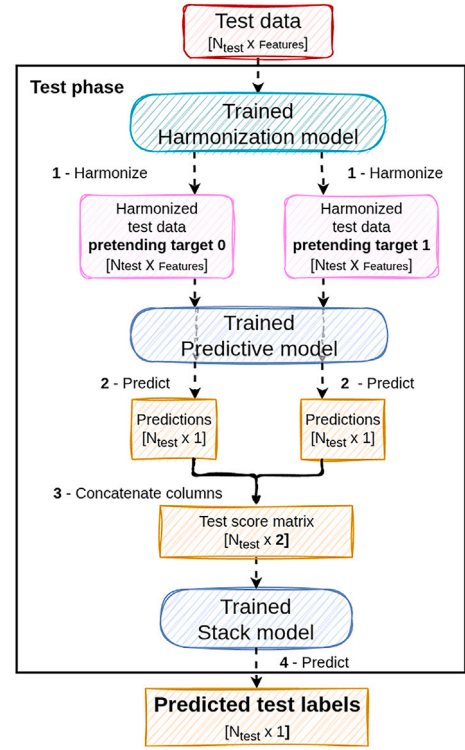 Test data
[Ntest x Features]
Test phase
Trained
Harmonization model
1 - Harmonize
1 - Harmonize
Harmonized
test data
pretending target 0
[Ntest x Features]
Harmonized
test data
pretending target 1
[Ntest x Features]
Trained
Predictive model
2 - Predict
2 - Predict
Predictions
[Ntest x 1]
Predictions
[Ntest x 1]
3 - Concatenate columns
Test score matrix
[Ntest x 2]
Trained
Stack model
4 - Predict
Predicted test labels
[Ntest x 1]